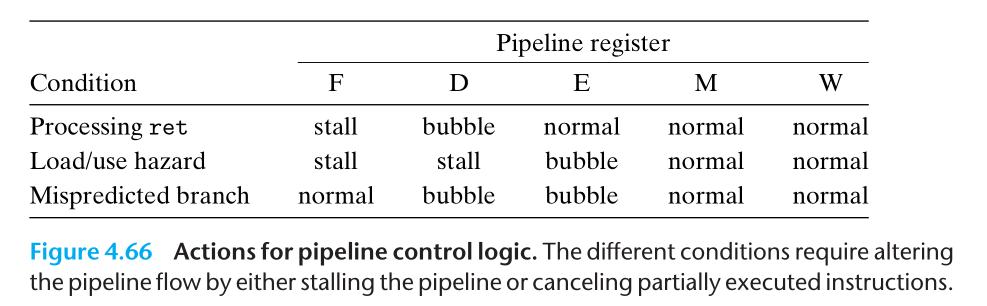 Pipeline register
Condition F D E M W
Processing ret stall bubble normal normal normal
Load/use hazard stall stall bubble normal normal
Mispredicted branch normal bubble bubble normal normal
Figure 4.66 Actions for pipeline control logic. The different conditions require altering
the pipeline flow by either stalling the pipeline or canceling partially executed instructions.